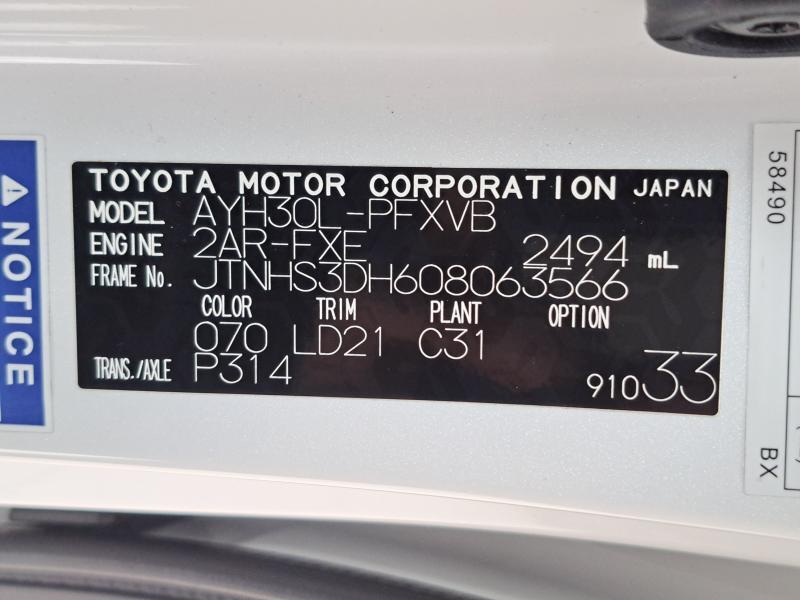 TOYOTA MOTOR CORPORATION JAPAN
MODEL AYH30L-PFXVB
ENGINE 2AR-FXE 2494 mL
FRAME No. JTNHS3DH608063566
COLOR TRIM PLANT OPTION
070 LD21 C31
TRANS./AXLE P314
91033
NOTICE
58490
BX